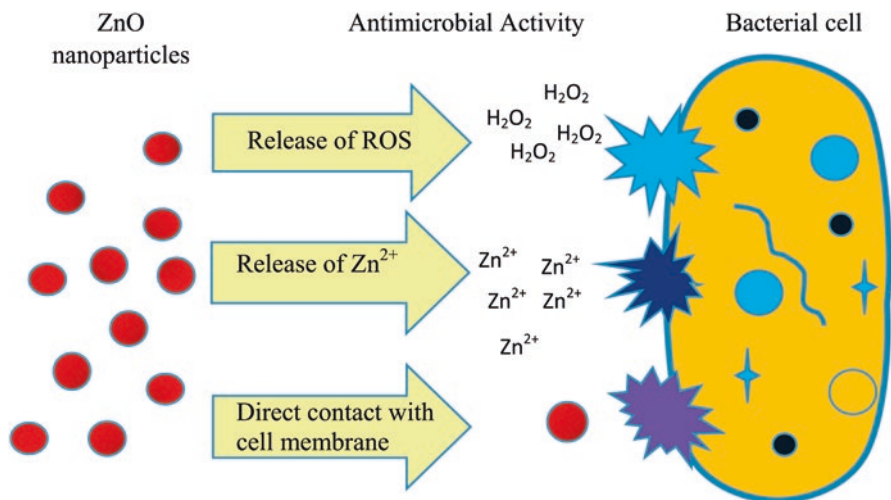 ZnO
nanoparticles
Antimicrobial Activity
Bacterial cell
Release of ROS
H₂O₂
H₂O₂
H₂O₂
H₂O₂
Release of Zn²⁺
Zn²⁺
Zn²⁺
Zn²⁺
Zn²⁺
Zn²⁺
Direct contact with
cell membrane